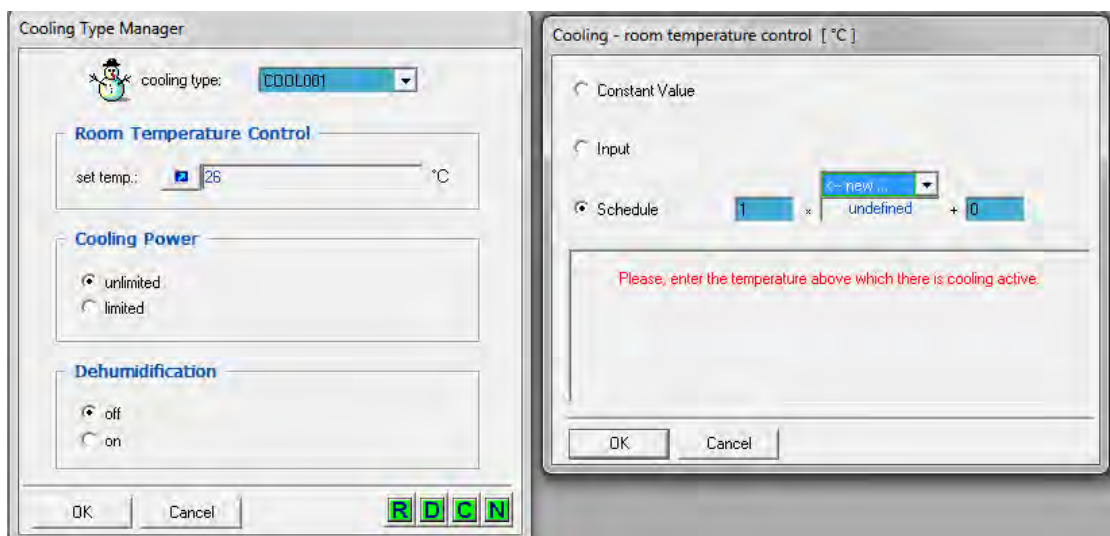 Cooling Type Manager
cooling type: COOL001
Room Temperature Control
set temp.: 26 °C
Cooling Power
unlimited
limited
Dehumidification
off
on
OK Cancel R D C N
Cooling - room temperature control [ °C ]
Constant Value
Input
<-- new ...
Schedule 1 × undefined + 0
Please, enter the temperature above which there is cooling active.
OK Cancel